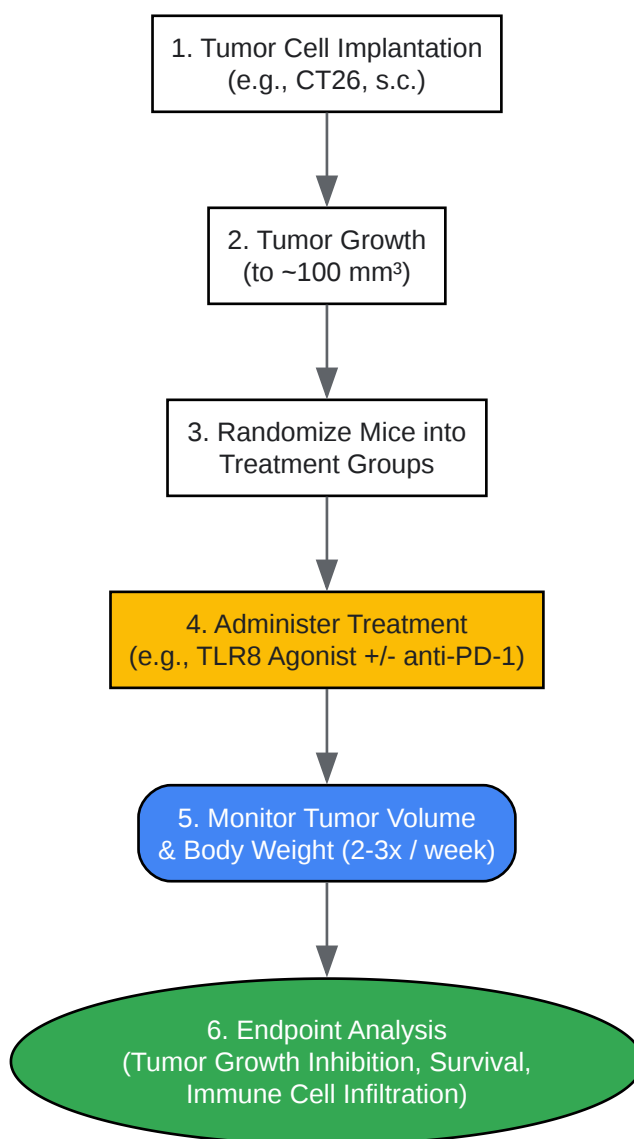 1. Tumor Cell Implantation
(e.g., CT26, s.c.)
2. Tumor Growth
(to ~100 mm³)
3. Randomize Mice into
Treatment Groups
4. Administer Treatment
(e.g., TLR8 Agonist +/- anti-PD-1)
5. Monitor Tumor Volume
& Body Weight (2-3x / week)
6. Endpoint Analysis
(Tumor Growth Inhibition, Survival,
Immune Cell Infiltration)